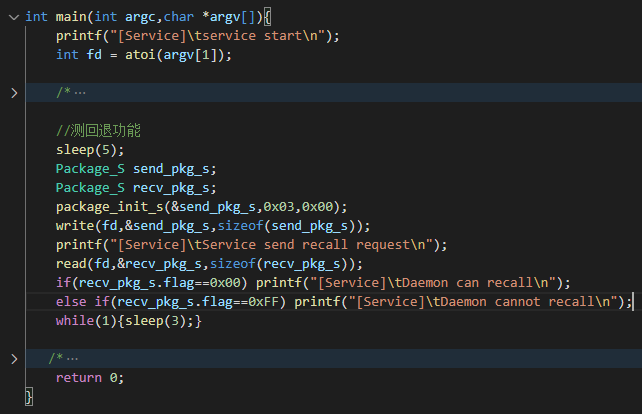 int main(int argc,char *argv[]){
printf("[Service]\tservice start\n");
int fd = atoi(argv[1]);
/*⋯
//测回退功能
sleep(5);
Package_S send_pkg_s;
Package_S recv_pkg_s;
package_init_s(&send_pkg_s,0x03,0x00);
write(fd,&send_pkg_s,sizeof(send_pkg_s));
printf("[Service]\tService send recall request\n");
read(fd,&recv_pkg_s,sizeof(recv_pkg_s));
if(recv_pkg_s.flag==0x00) printf("[Service]\tDaemon can recall\n");
else if(recv_pkg_s.flag==0xFF) printf("[Service]\tDaemon cannot recall\n");
while(1){sleep(3);}
/*⋯
return 0;
}